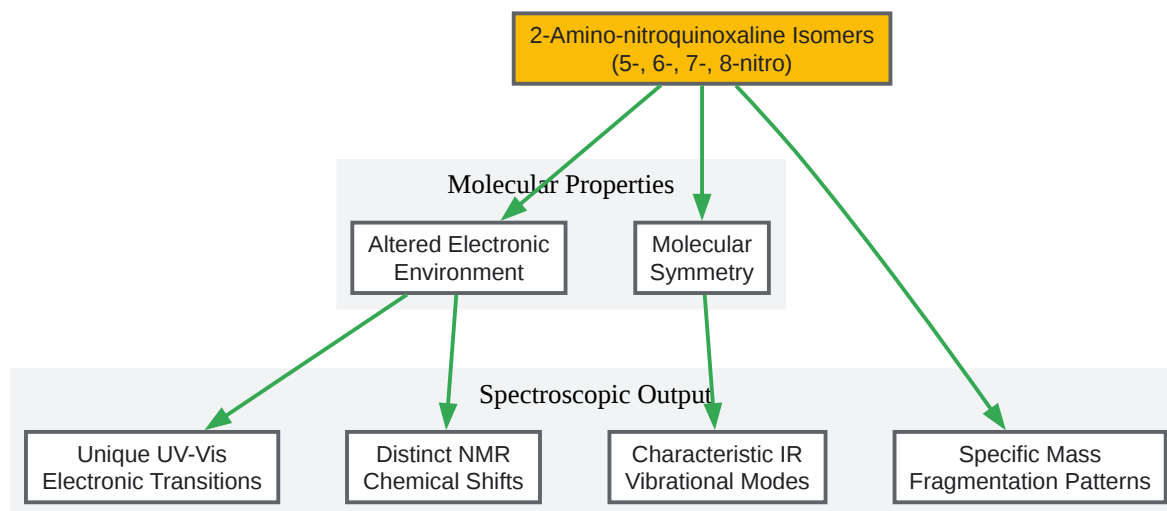 2-Amino-nitroquinoxaline Isomers
(5-, 6-, 7-, 8-nitro)
Molecular Properties
Altered Electronic
Environment
Molecular
Symmetry
Spectroscopic Output
Unique UV-Vis
Electronic Transitions
Distinct NMR
Chemical Shifts
Characteristic IR
Vibrational Modes
Specific Mass
Fragmentation Patterns